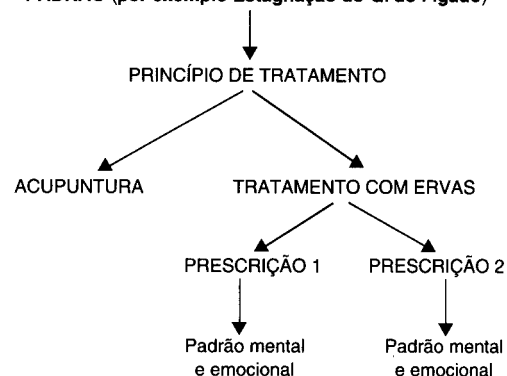 PADRÃO (por exemplo Estagnação do Qi do Fígado)
PRINCÍPIO DE TRATAMENTO
ACUPUNTURA TRATAMENTO COM ERVAS
PRESCRIÇÃO 1 PRESCRIÇÃO 2
Padrão mental Padrão mental
e emocional e emocional